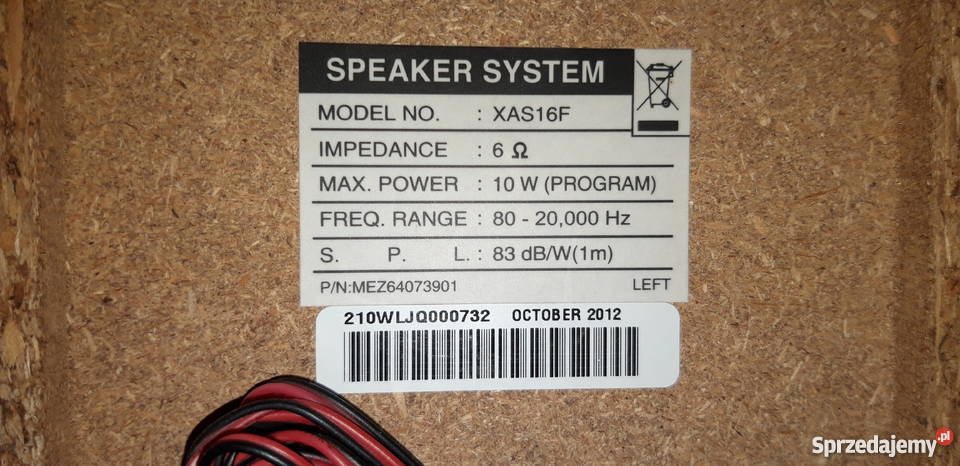 SPEAKER SYSTEM
MODEL NO. : XAS16F
IMPEDANCE : 6 Ω
MAX. POWER : 10 W (PROGRAM)
FREQ. RANGE : 80 - 20,000 Hz
S. P. L. : 83 dB/W(1m)
P/N:MEZ64073901 LEFT
210WLJQ000732 OCTOBER 2012
Sprzedajemy.pl